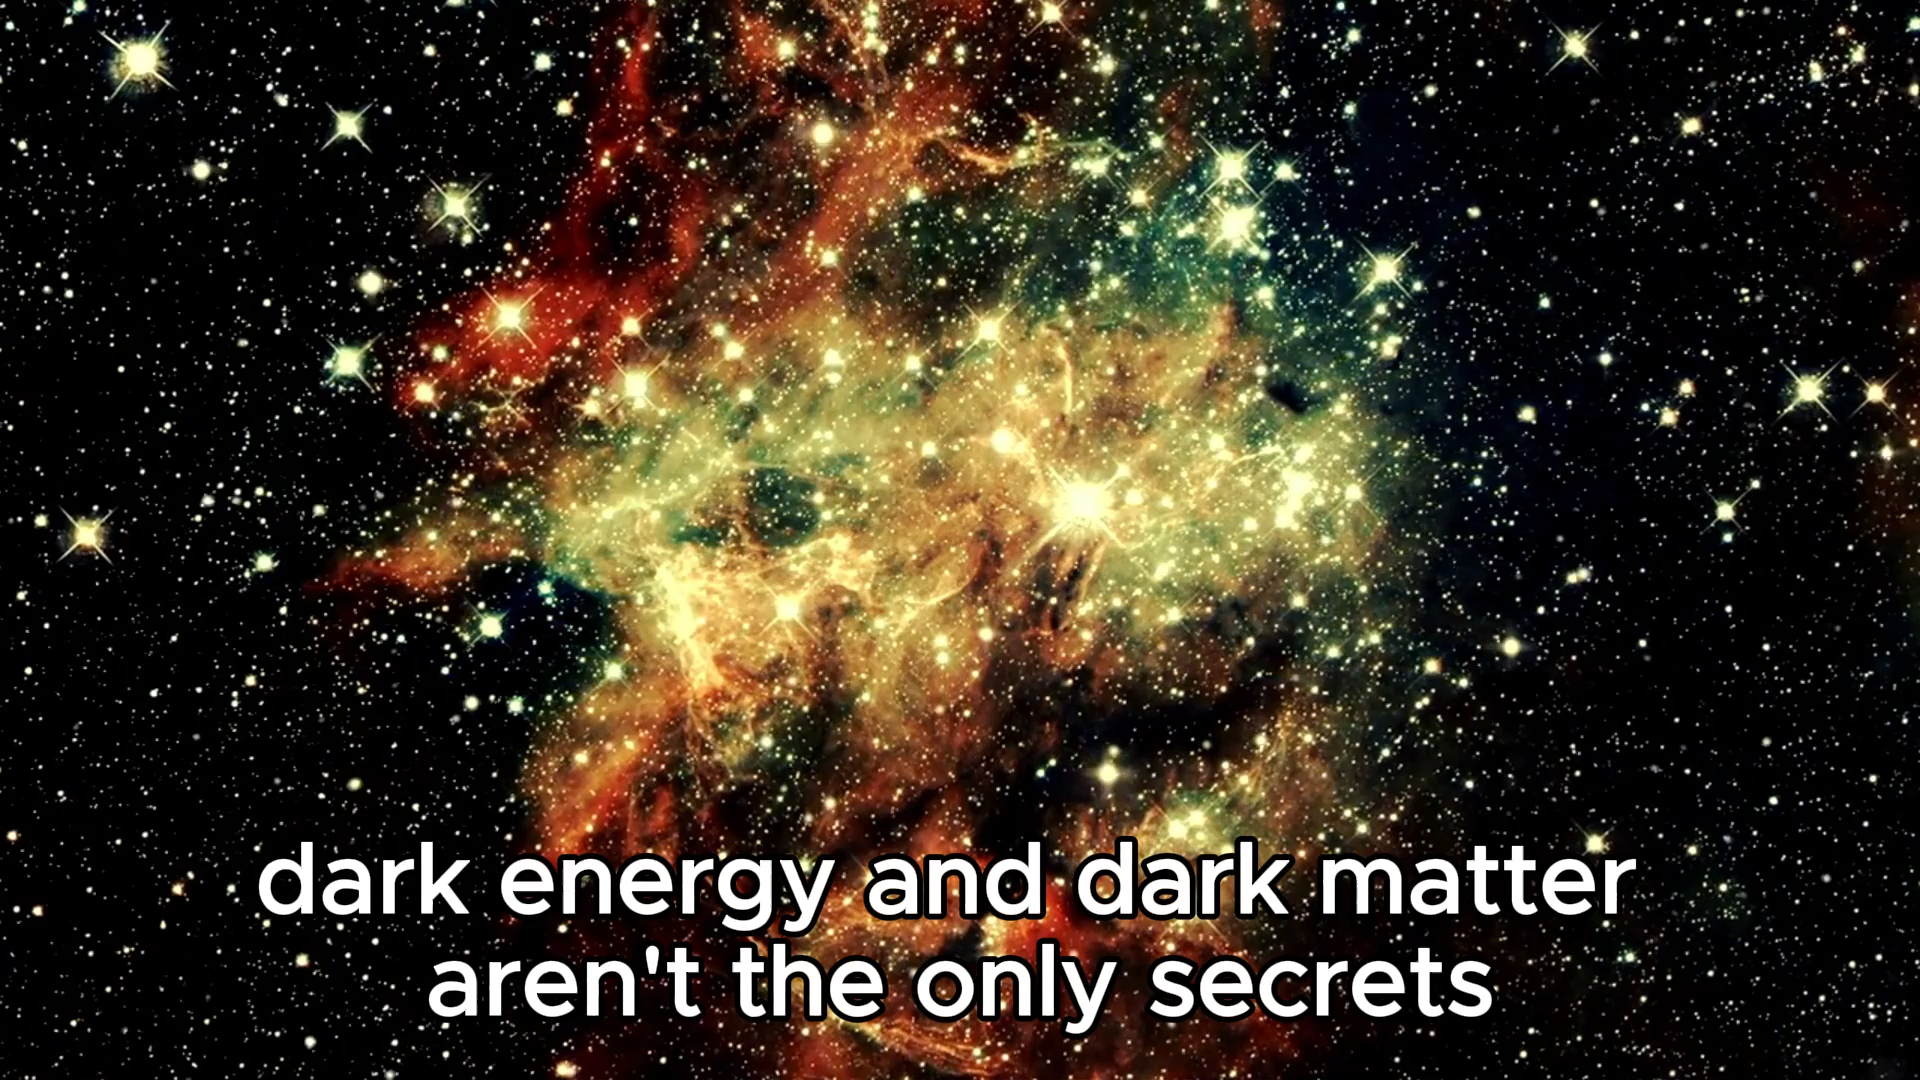 dark energy and dark matter
aren't the only secrets